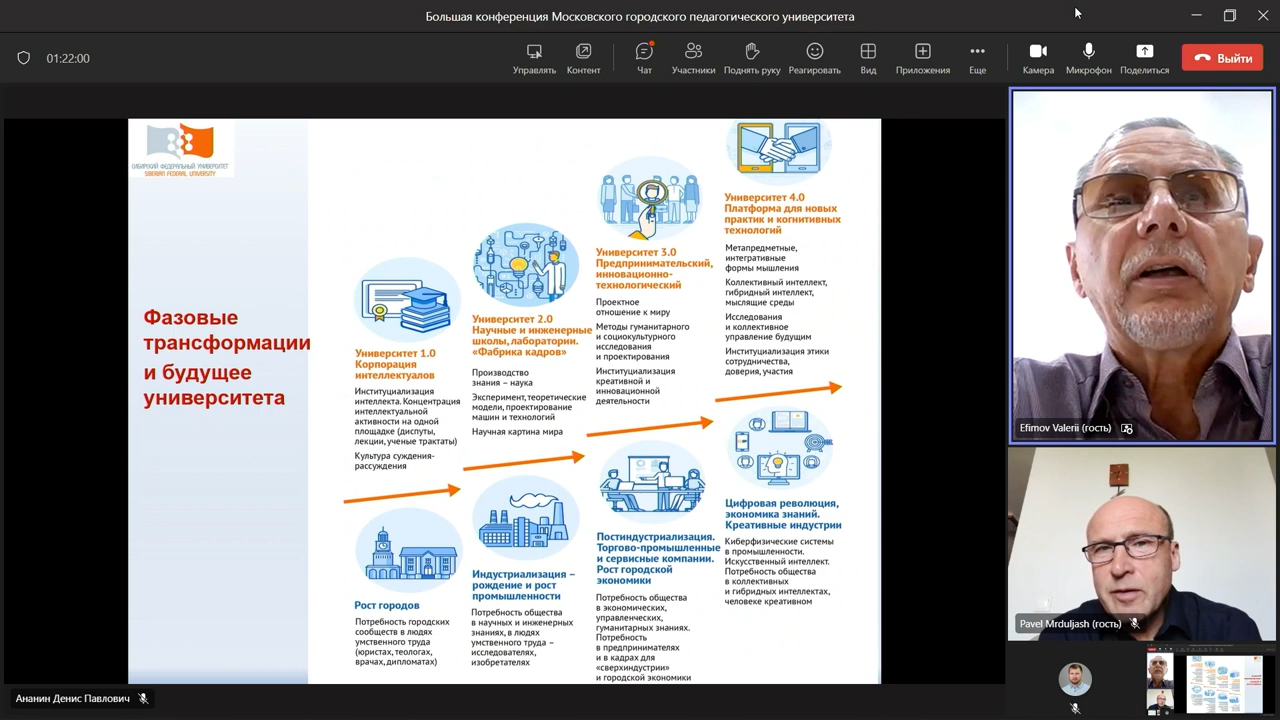 Большая конференция Московского городского педагогического университета
01:22:00
Управлять
Контент
Чат
Участники
Поднять руку
Реагировать
Вид
Приложения
Еще
Камера
Микрофон
Поделиться
Выйти
СИБИРСКИЙ ФЕДЕРАЛЬНЫЙ УНИВЕРСИТЕТ
SIBERIAN FEDERAL UNIVERSITY
Фазовые
трансформации
и будущее
университета
Университет 1.0
Корпорация
интеллектуалов
Институциализация
интеллекта. Концентрация
интеллектуальной
активности на одной
площадке (диспуты,
лекции, ученые трактаты)
Культура суждения-
рассуждения
Университет 2.0
Научные и инженерные
школы, лаборатории.
«Фабрика кадров»
Производство
знания – наука
Эксперимент, теоретические
модели, проектирование
машин и технологий
Научная картина мира
Университет 3.0
Предпринимательский,
инновационно-
технологический
Проектное
отношение к миру
Методы гуманитарного
и социокультурного
исследования
и проектирования
Институциализация
креативной и
инновационной
деятельности
Университет 4.0
Платформа для новых
практик и когнитивных
технологий
Метапредметные,
интегративные
формы мышления
Коллективный интеллект,
гибридный интеллект,
мыслящие среды
Исследования
и коллективное
управление будущим
Институциализация этики
сотрудничества,
доверия, участия
Рост городов
Потребность городских
сообществ в людях
умственного труда
(юристах, теологах,
врачах, дипломатах)
Индустриализация –
рождение и рост
промышленности
Потребность общества
в научных и инженерных
знаниях, в людях
умственного труда –
исследователях,
изобретателях
Постиндустриализация.
Торгово-промышленные
и сервисные компании.
Рост городской
экономики
Потребность общества
в экономических,
управленческих,
гуманитарных знаниях.
Потребность
в предпринимателях
и в кадрах для
«сверхиндустрии»
и городской экономики
Цифровая революция,
экономика знаний.
Креативные индустрии
Киберфизические системы
в промышленности.
Искусственный интеллект.
Потребность общества
в коллективных
и гибридных интеллектах,
человеке креативном
Efimov Valerii (гость)
Pavel Mrduljash (гость)
Ананин Денис Павлович